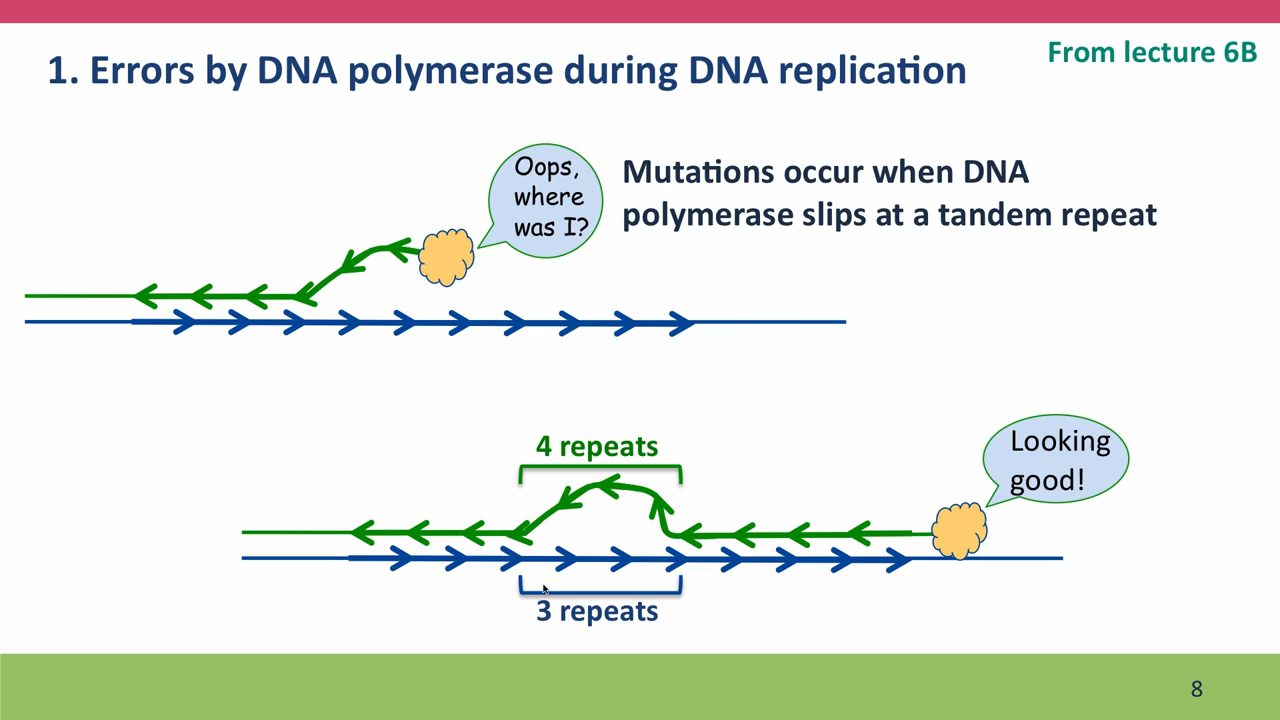 1. Errors by DNA polymerase during DNA replication
From lecture 6B
Oops,
where
was I?
Mutations occur when DNA
polymerase slips at a tandem repeat
4 repeats
Looking
good!
3 repeats
8